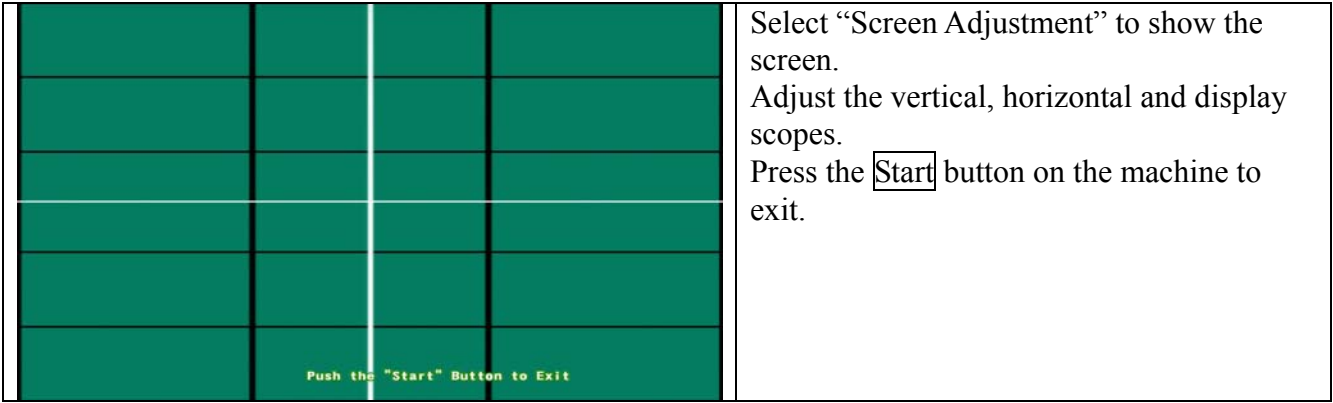 Select “Screen Adjustment” to show the
screen.
Adjust the vertical, horizontal and display
scopes.
Press the Start button on the machine to
exit.
Push the "Start" Button to Exit